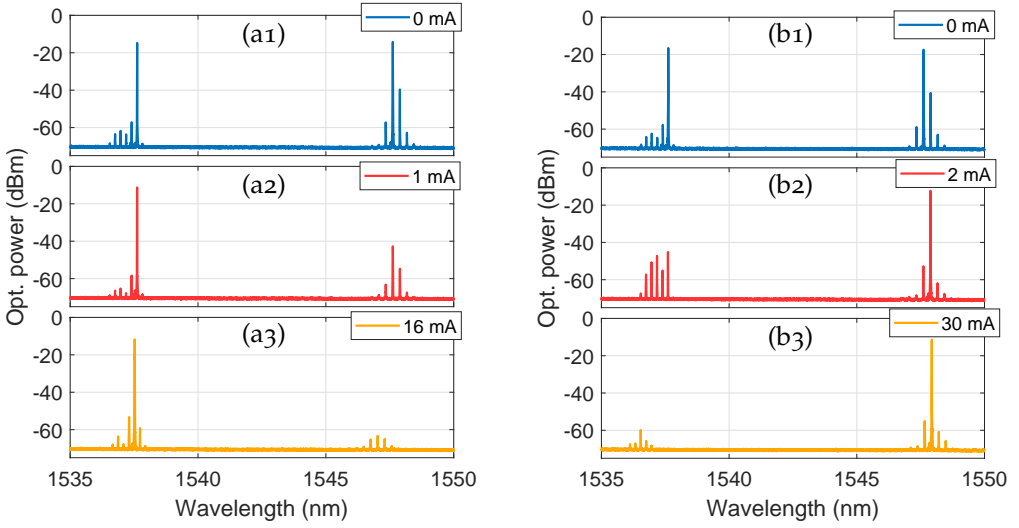 (a1)
0 mA
0
-20
-40
-60
(a2)
1 mA
0
-20
-40
-60
(a3)
16 mA
0
-20
-40
-60
1535
1540
1545
1550
Wavelength (nm)
Opt. power (dBm)
(b1)
0 mA
0
-20
-40
-60
(b2)
2 mA
0
-20
-40
-60
(b3)
30 mA
0
-20
-40
-60
1535
1540
1545
1550
Wavelength (nm)
Opt. power (dBm)